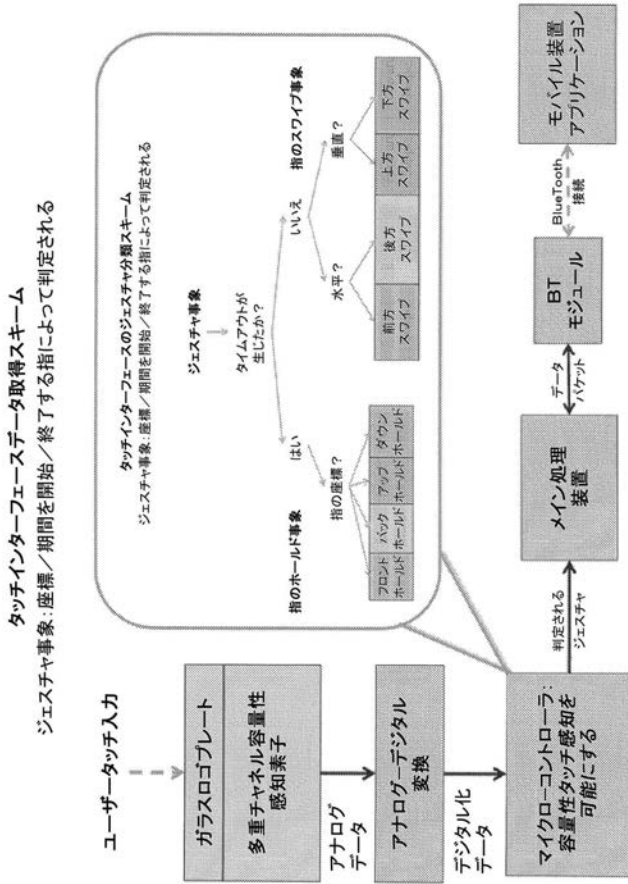 タッチインターフェースデータ取得スキーム
ジェスチャ事象:座標/期間を開始/終了する指によって判定される
ユーザータッチ入力
ガラスロゴプレート
多重チャネル容量性
感知素子
アナログ
データ
アナログ-デジタル
変換
デジタル化
データ
マイクロ-コントローラ:
容量性タッチ感知を
可能にする
判定される
ジェスチャ
メイン処理
装置
データ
パケット
BT
モジュール
BlueTooth
接続
モバイル装置
アプリケーション
タッチインターフェースのジェスチャ分類スキーム
ジェスチャ事象:座標/期間を開始/終了する指によって判定される
ジェスチャ事象
タイムアウトが
生じたか?
はい
いいえ
指のホールド事象
指の座標?
フロント
ホールド
バック
ホールド
アップ
ホールド
ダウン
ホールド
指のスワイプ事象
水平?
垂直?
前方
スワイプ
後方
スワイプ
上方
スワイプ
下方
スワイプ